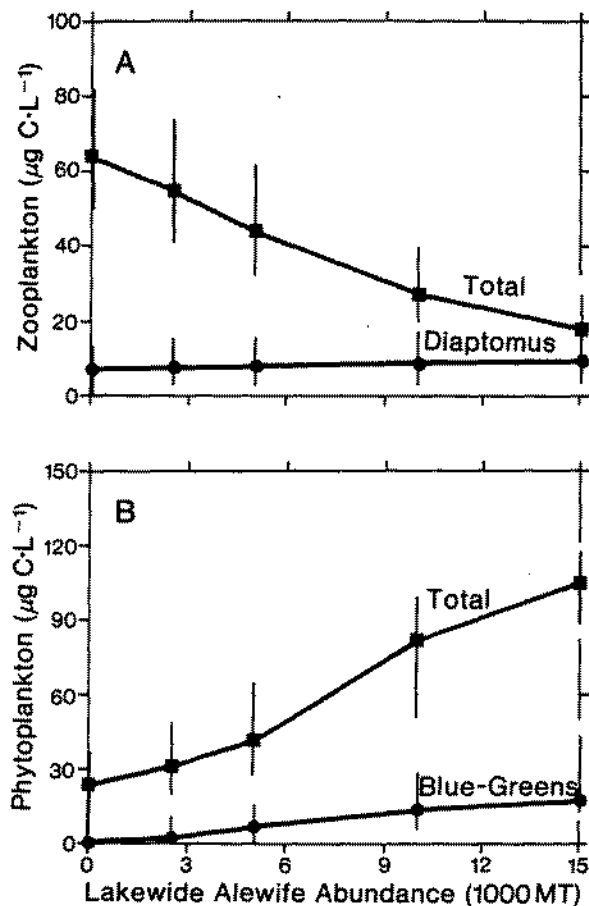 100
A
80
60
40
20
0
Zooplankton (µg C·L⁻¹)
Total
Diaptomus
150
B
120
90
60
30
0
Phytoplankton (µg C·L⁻¹)
Total
Blue-Greens
0 3 6 9 12 15
Lakewide Alewife Abundance (1000 MT)